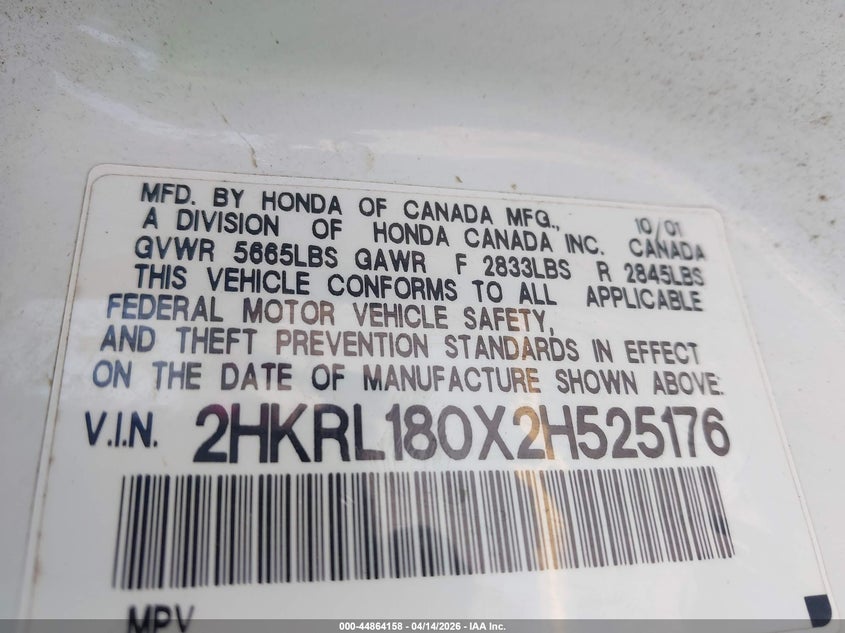 MFD. BY HONDA OF CANADA MFG., 10/01
A DIVISION OF HONDA CANADA INC. CANADA
GVWR 5665LBS GAWR F 2833LBS R 2845LBS
THIS VEHICLE CONFORMS TO ALL APPLICABLE
FEDERAL MOTOR VEHICLE SAFETY,
AND THEFT PREVENTION STANDARDS IN EFFECT
ON THE DATE OF MANUFACTURE SHOWN ABOVE.
V.I.N. 2HKRL180X2H525176
MPV
000-44864158 - 04/14/2026 - IAA Inc.